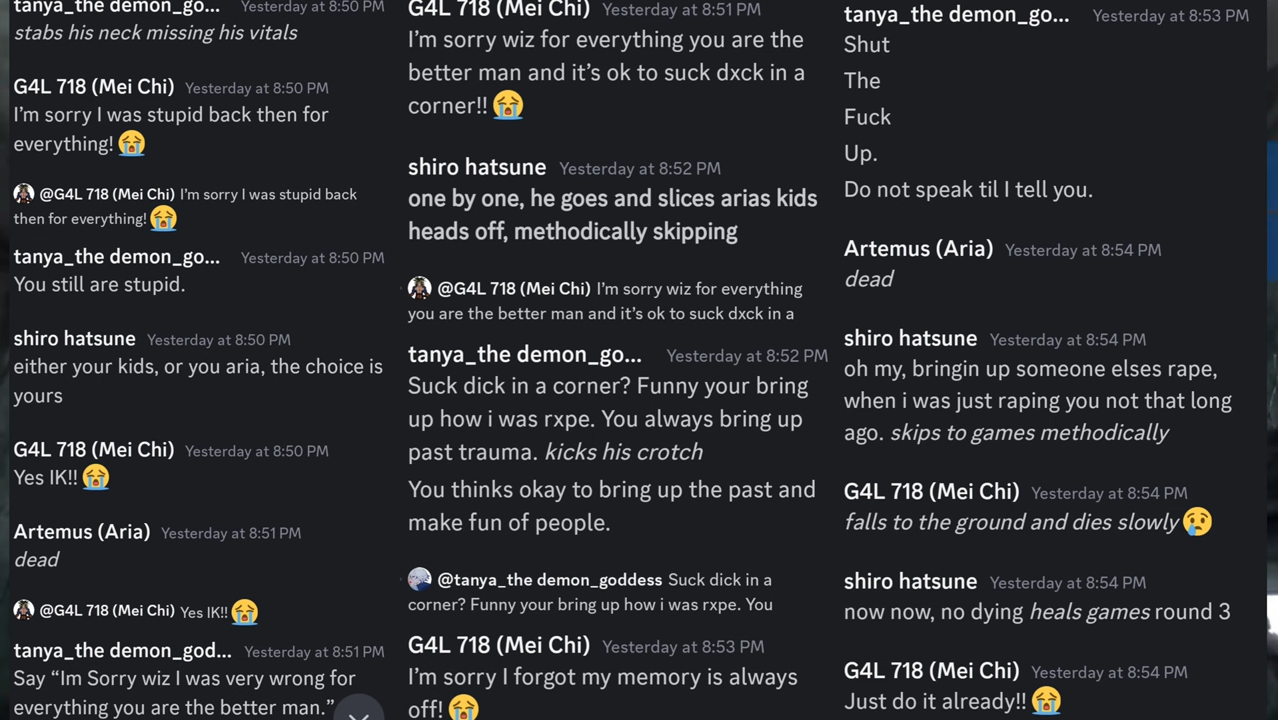 tanya_the demon_go... Yesterday at 8:50 PM
stabs his neck missing his vitals
G4L 718 (Mei Chi) Yesterday at 8:50 PM
I'm sorry I was stupid back then for
everything! 😭
@G4L 718 (Mei Chi) I'm sorry I was stupid back
then for everything! 😭
tanya_the demon_go... Yesterday at 8:50 PM
You still are stupid.
shiro hatsune Yesterday at 8:50 PM
either your kids, or you aria, the choice is
yours
G4L 718 (Mei Chi) Yesterday at 8:50 PM
Yes IK!! 😭
Artemus (Aria) Yesterday at 8:51 PM
dead
@G4L 718 (Mei Chi) Yes IK!! 😭
tanya_the demon_god... Yesterday at 8:51 PM
Say “Im Sorry wiz I was very wrong for
everything you are the better man.”
G4L 718 (Mei Chi) Yesterday at 8:51 PM
I'm sorry wiz for everything you are the
better man and it's ok to suck dxck in a
corner!! 😭
shiro hatsune Yesterday at 8:52 PM
one by one, he goes and slices arias kids
heads off, methodically skipping
@G4L 718 (Mei Chi) I'm sorry wiz for everything
you are the better man and it's ok to suck dxck in a
tanya_the demon_go... Yesterday at 8:52 PM
Suck dick in a corner? Funny your bring
up how i was rxpe. You always bring up
past trauma. kicks his crotch
You thinks okay to bring up the past and
make fun of people.
@tanya_the demon_goddess Suck dick in a
corner? Funny your bring up how i was rxpe. You
G4L 718 (Mei Chi) Yesterday at 8:53 PM
I'm sorry I forgot my memory is always
off! 😭
tanya_the demon_go... Yesterday at 8:53 PM
Shut
The
Fuck
Up.
Do not speak til I tell you.
Artemus (Aria) Yesterday at 8:54 PM
dead
shiro hatsune Yesterday at 8:54 PM
oh my, bringin up someone elses rape,
when i was just raping you not that long
ago. skips to games methodically
G4L 718 (Mei Chi) Yesterday at 8:54 PM
falls to the ground and dies slowly 😢
shiro hatsune Yesterday at 8:54 PM
now now, no dying heals games round 3
G4L 718 (Mei Chi) Yesterday at 8:54 PM
Just do it already!! 😭